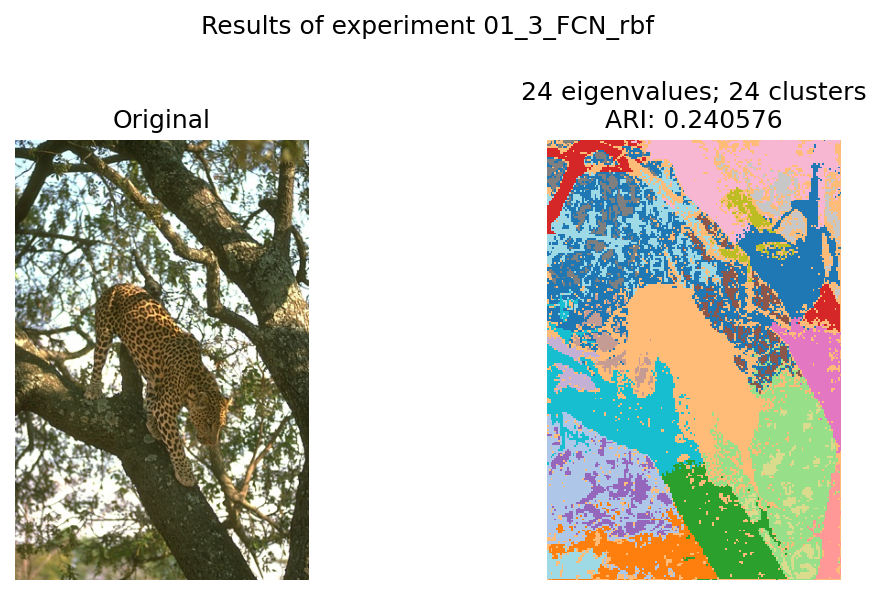 Results of experiment 01_3_FCN_rbf
Original
24 eigenvalues; 24 clusters
ARI: 0.240576